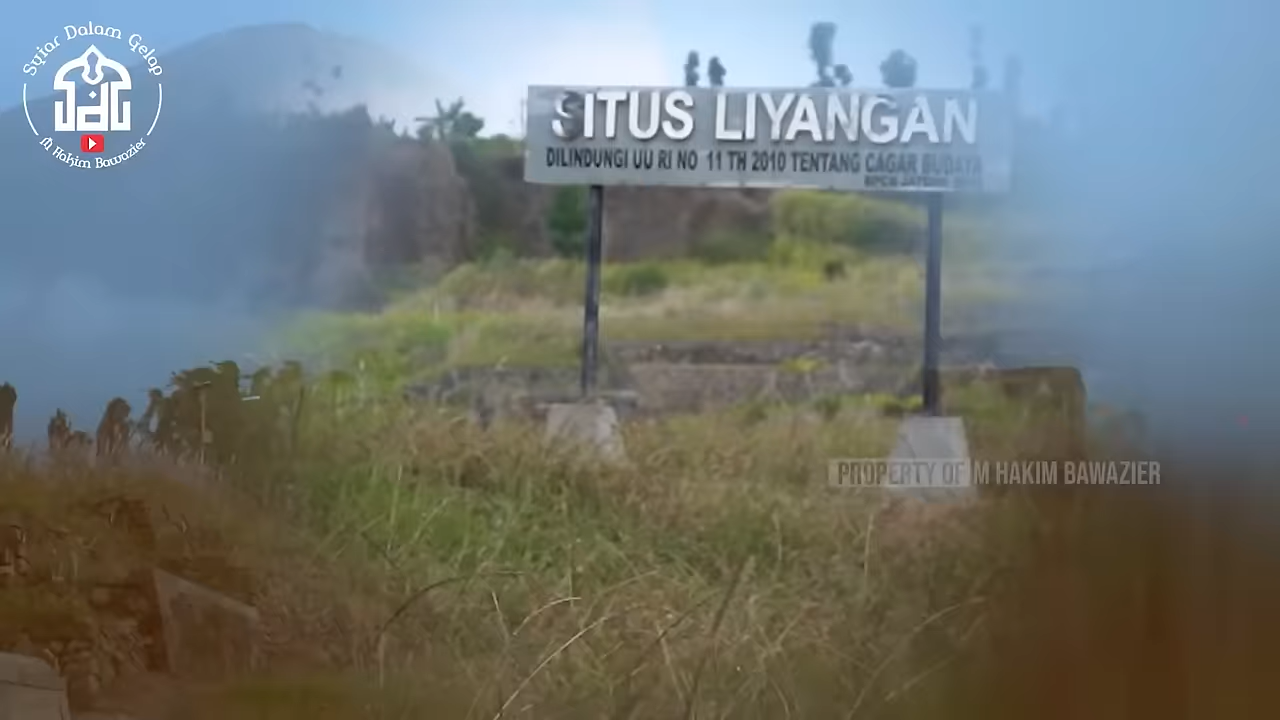 Syiar Dalam Gelap
M Hakim Bawazier
SITUS LIYANGAN
DILINDUNGI UU RI NO 11 TH 2010 TENTANG CAGAR BUDAYA
PROPERTY OF M HAKIM BAWAZIER